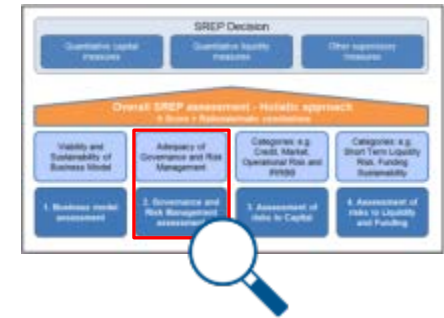 SREP Decision
Quantitative capital
measures
Quantitative liquidity
measures
Other supervisory
measures
Overall SREP assessment - Holistic approach
Viability and
Sustainability of
Business Model
Adequacy of
Governance and Risk
Management
Categories: e.g.
Credit, Market,
Operational Risk and
IRRBB
Categories: e.g.
Short Term Liquidity
Risk, Funding
Sustainability
1. Business model
assessment
2. Governance and
Risk Management
assessment
3. Assessment of
risks to Capital
4. Assessment of
risks to Liquidity
and Funding